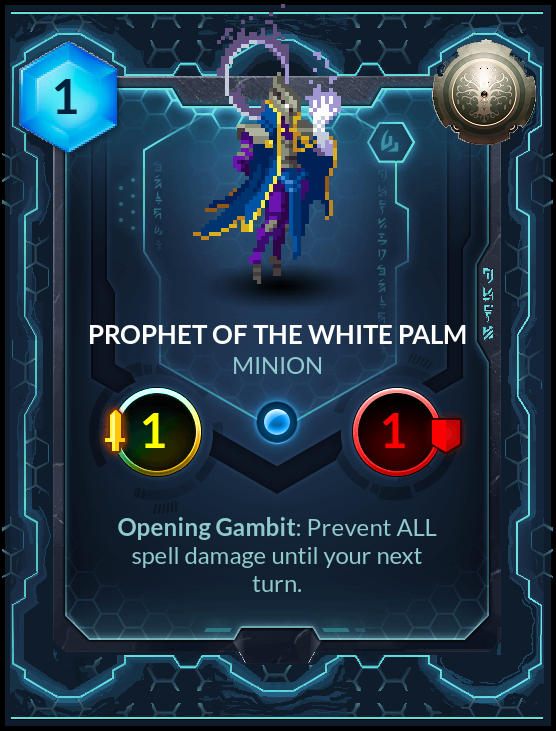 1
PROPHET OF THE WHITE PALM
MINION
1 1
Opening Gambit: Prevent ALL
spell damage until your next
turn.